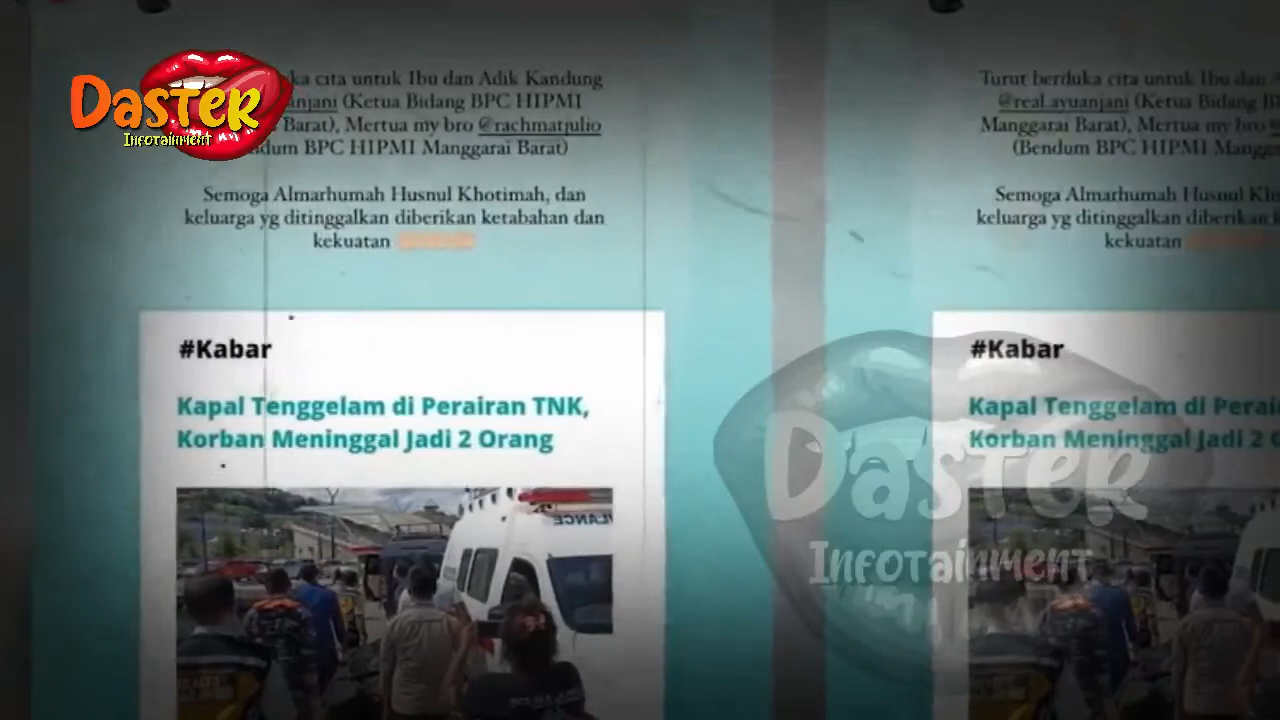 DASTER
INFOTAINMENT
ka cita untuk Ibu dan Adik Kandung
anjani (Ketua Bidang BPC HIPMI
Barat), Mertua my bro @rachmatjulio
ndum BPC HIPMI Manggarai Barat)
Semoga Almarhumah Husnul Khotimah, dan
keluarga yg ditinggalkan diberikan ketabahan dan
kekuatan
#Kabar
Kapal Tenggelam di Perairan TNK,
Korban Meninggal Jadi 2 Orang
Turut berduka cita untuk Ibu dan
@real.ayuanjani (Ketua Bidang
Manggarai Barat), Mertua my bro
(Bendum BPC HIPMI Mangga
Semoga Almarhumah Husnul
keluarga yg ditinggalkan diberikan
kekuatan
#Kabar
Kapal Tenggelam di Perai
Korban Meninggal Jadi 2
DASTER
INFOTAINMENT